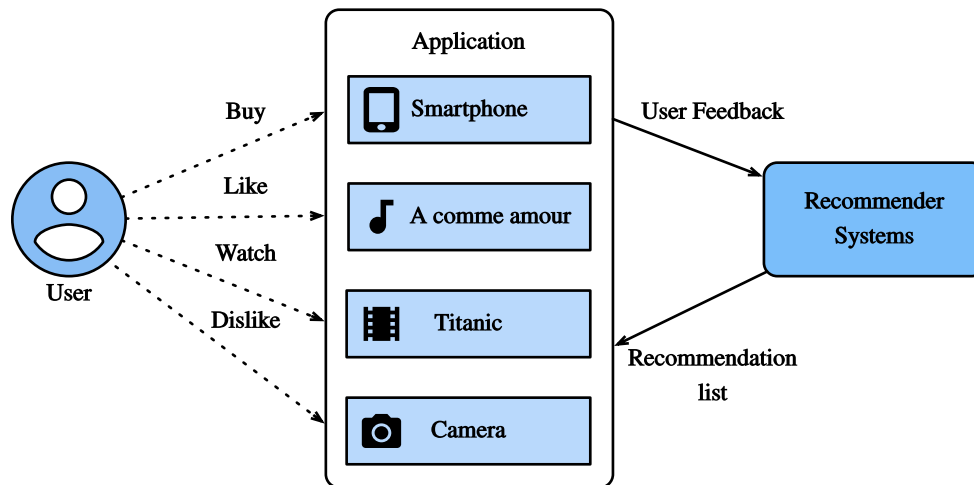 Application
Buy
Smartphone
User Feedback
Like
A comme amour
Recommender
Systems
Watch
User
Dislike
Titanic
Recommendation
list
Camera